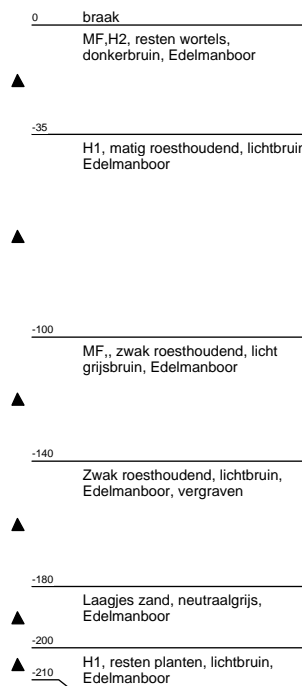 0
braak
MF,H2, resten wortels,
donkerbruin, Edelmanboor
-35
H1, matig roesthoudend, lichtbruin
Edelmanboor
-100
MF,, zwak roesthoudend, licht
grijsbruin, Edelmanboor
-140
Zwak roesthoudend, lichtbruin,
Edelmanboor, vergraven
-180
Laagjes zand, neutraalgrijs,
Edelmanboor
-200
H1, resten planten, lichtbruin,
Edelmanboor
-210